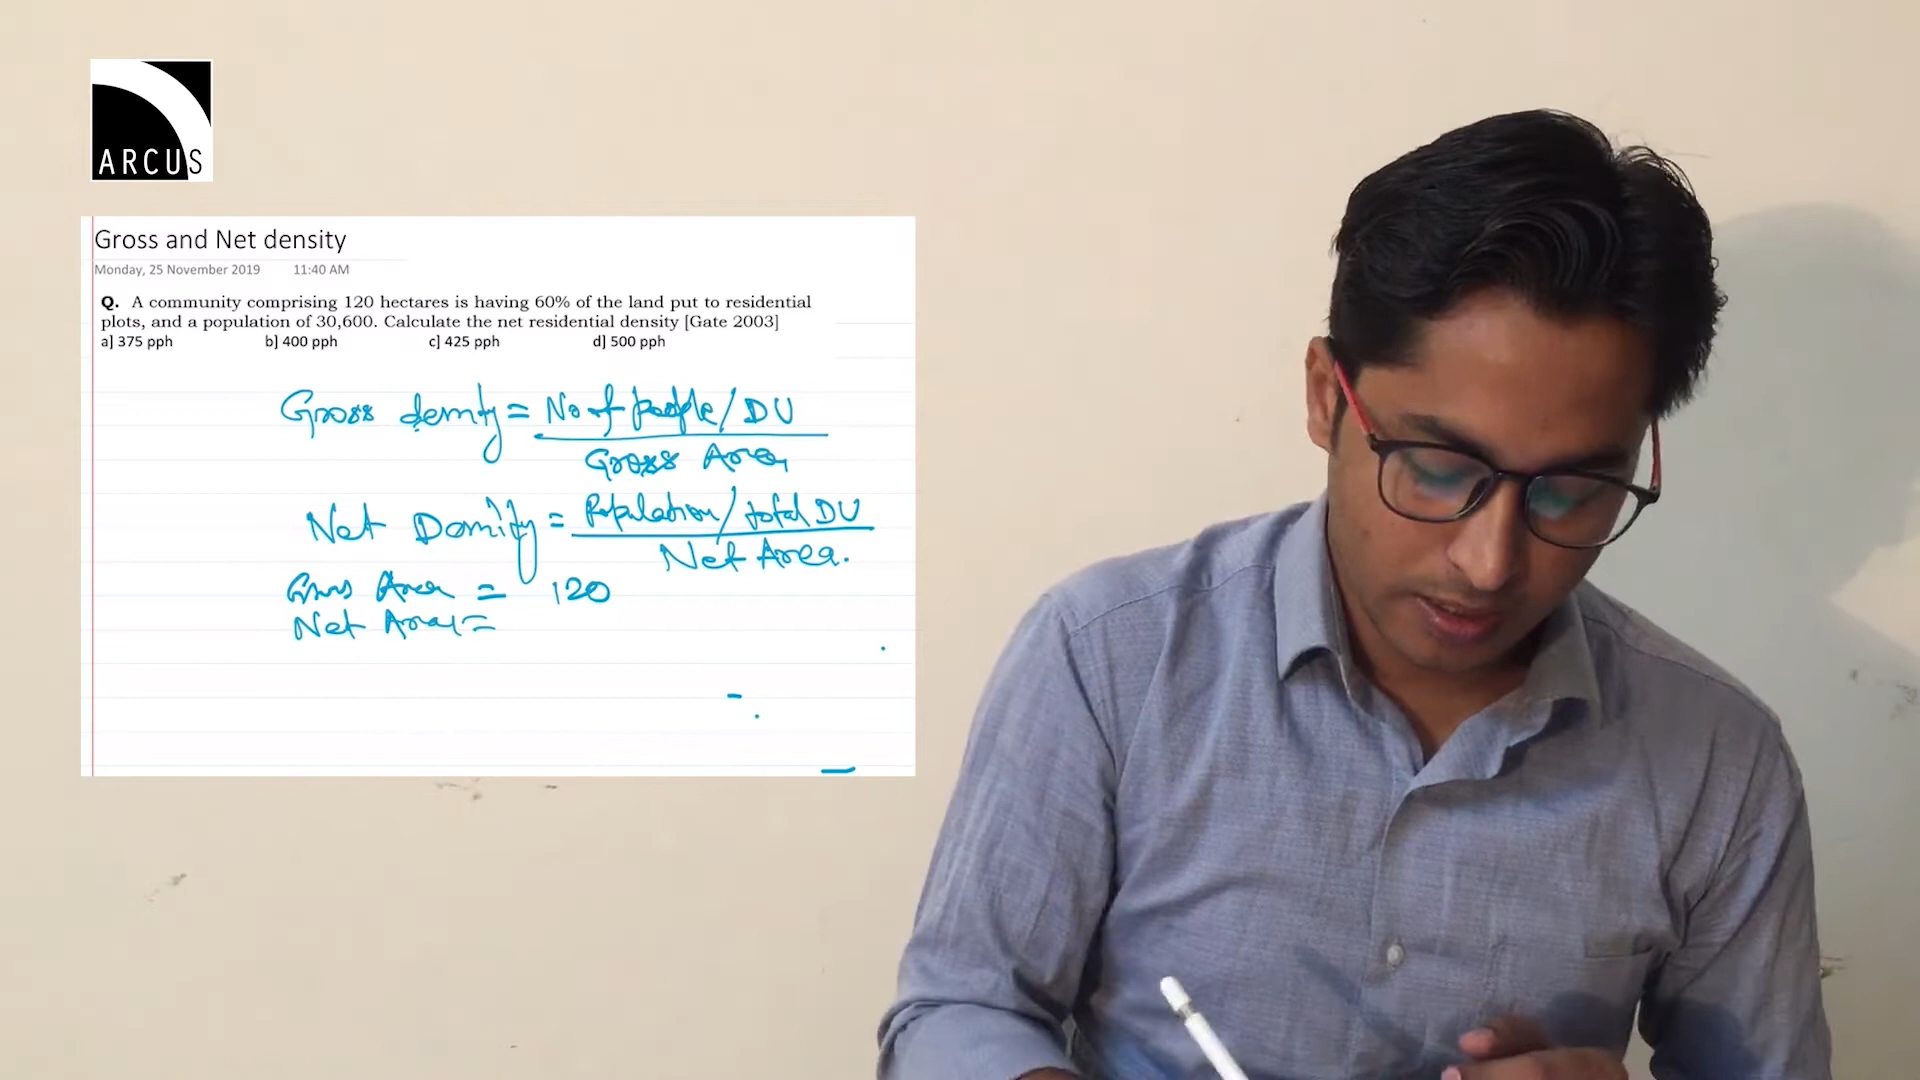 ARCUS
Gross and Net density
Monday, 25 November 2019 11:40 AM
Q. A community comprising 120 hectares is having 60% of the land put to residential
plots, and a population of 30,600. Calculate the net residential density [Gate 2003]
a] 375 pph b] 400 pph c] 425 pph d] 500 pph
Gross density = No of people / DU
Gross Area
Net Density = Population / total DU
Net Area.
Gross Area = 120
Net Area =